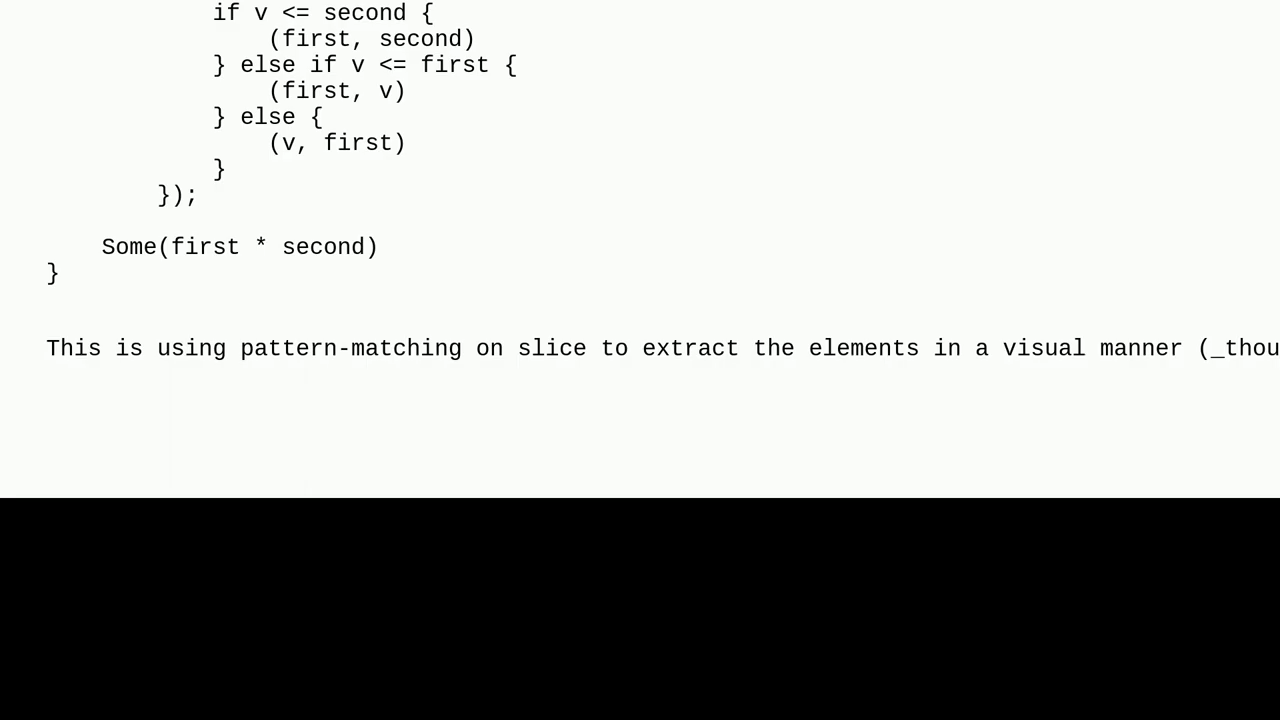 if v <= second {
                (first, second)
            } else if v <= first {
                (first, v)
            } else {
                (v, first)
            }
        });

    Some(first * second)
}

This is using pattern-matching on slice to extract the elements in a visual manner (_thou